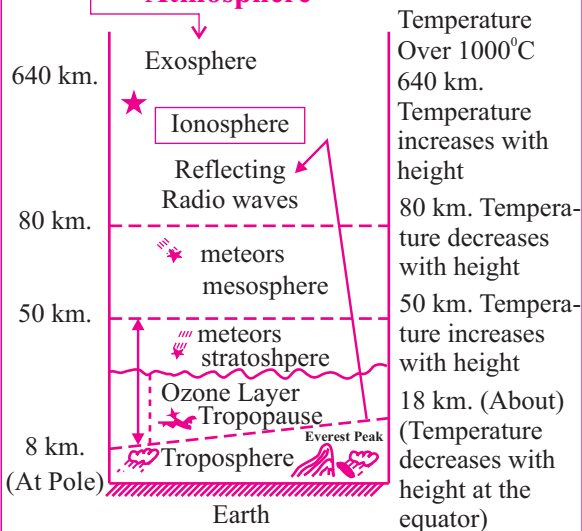 Atmosphere
640 km.
Exosphere
Ionosphere
Reflecting
Radio waves
80 km.
meteors
mesosphere
50 km.
meteors
stratoshpere
Ozone Layer
Tropopause
Everest Peak
8 km.
(At Pole)
Troposphere
Earth
Temperature
Over 1000⁰C
640 km.
Temperature
increases with
height
80 km. Tempera-
ture decreases
with height
50 km. Tempera-
ture increases
with height
18 km. (About)
(Temperature
decreases with
height at the
equator)